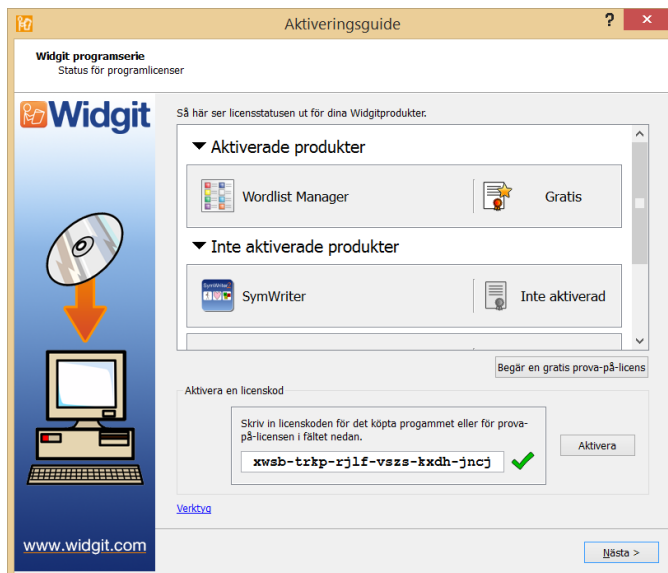 Aktiveringsguide
Widgit programserie
Status för programlicenser
Widgit
Så här ser licensstatusen ut för dina Widgitprodukter.
Aktiverade produkter
Wordlist Manager
Gratis
Inte aktiverade produkter
SymWriter
Inte aktiverad
Begär en gratis prova-på-licens
Aktivera en licenskod
Skriv in licenskoden för det köpta progammet eller för prova-
på-licensen i fältet nedan.
xwsb-trkp-rjlf-vszs-kxdh-jncj
Aktivera
Verktyg
www.widgit.com
Nästa >